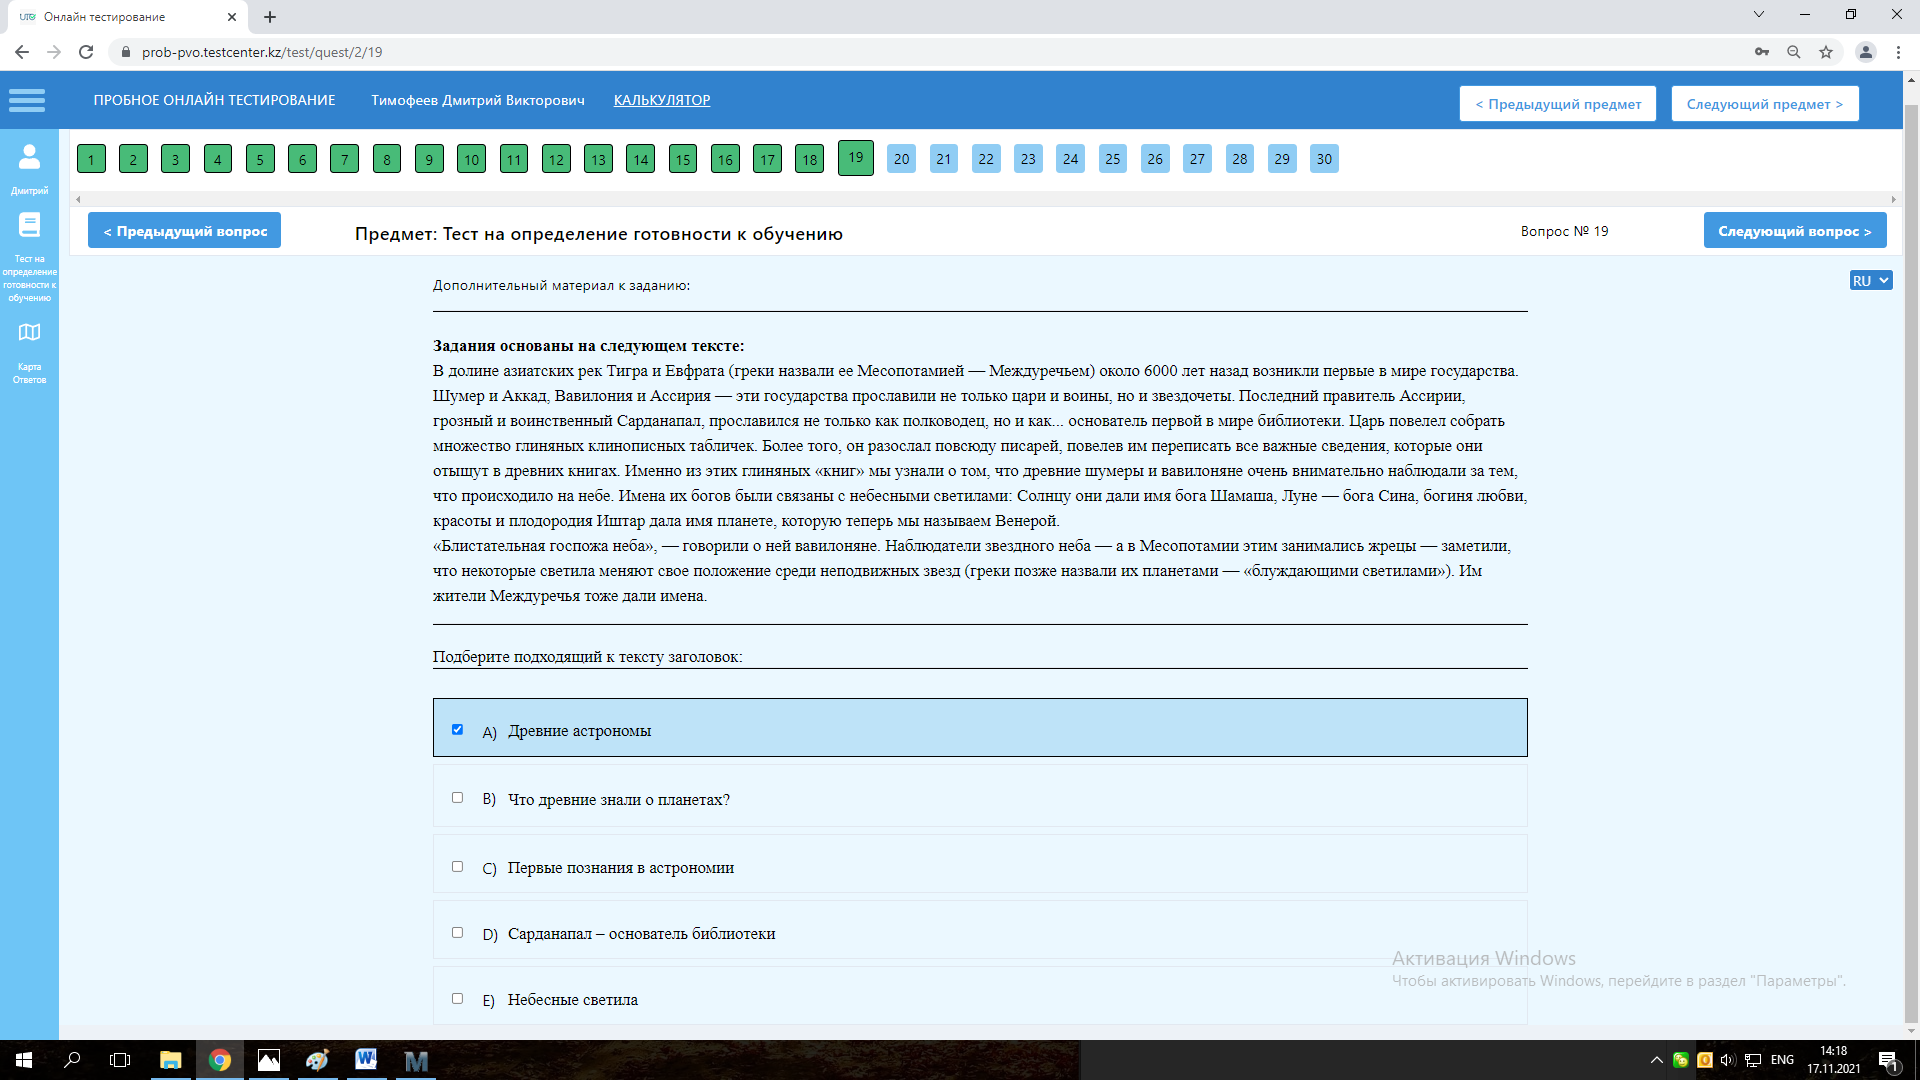 Онлайн тестирование
prob-pvo.testcenter.kz/test/quest/2/19
ПРОБНОЕ ОНЛАЙН ТЕСТИРОВАНИЕ Тимофеев Дмитрий Викторович КАЛЬКУЛЯТОР < Предыдущий предмет Следующий предмет >
1 2 3 4 5 6 7 8 9 10 11 12 13 14 15 16 17 18 19 20 21 22 23 24 25 26 27 28 29 30
Дмитрий
Тест на
определение
готовности к
обучению
Карта
Ответов
< Предыдущий вопрос Предмет: Тест на определение готовности к обучению Вопрос № 19 Следующий вопрос >
RU
Дополнительный материал к заданию:
Задания основаны на следующем тексте:
В долине азиатских рек Тигра и Евфрата (греки назвали ее Месопотамией — Междуречьем) около 6000 лет назад возникли первые в мире государства.
Шумер и Аккад, Вавилония и Ассирия — эти государства прославили не только цари и воины, но и звездочеты. Последний правитель Ассирии,
грозный и воинственный Сарданапал, прославился не только как полководец, но и как... основатель первой в мире библиотеки. Царь повелел собрать
множество глиняных клинописных табличек. Более того, он разослал повсюду писарей, повелев им переписать все важные сведения, которые они
отыщут в древних книгах. Именно из этих глиняных «книг» мы узнали о том, что древние шумеры и вавилоняне очень внимательно наблюдали за тем,
что происходило на небе. Имена их богов были связаны с небесными светилами: Солнцу они дали имя бога Шамаша, Луне — бога Сина, богиня любви,
красоты и плодородия Иштар дала имя планете, которую теперь мы называем Венерой.
«Блистательная госпожа неба», — говорили о ней вавилоняне. Наблюдатели звездного неба — а в Месопотамии этим занимались жрецы — заметили,
что некоторые светила меняют свое положение среди неподвижных звезд (греки позже назвали их планетами — «блуждающими светилами»). Им
жители Междуречья тоже дали имена.
Подберите подходящий к тексту заголовок:
A) Древние астрономы
B) Что древние знали о планетах?
C) Первые познания в астрономии
D) Сарданапал – основатель библиотеки
E) Небесные светила
Активация Windows
Чтобы активировать Windows, перейдите в раздел "Параметры".
ENG
14:18
17.11.2021
1